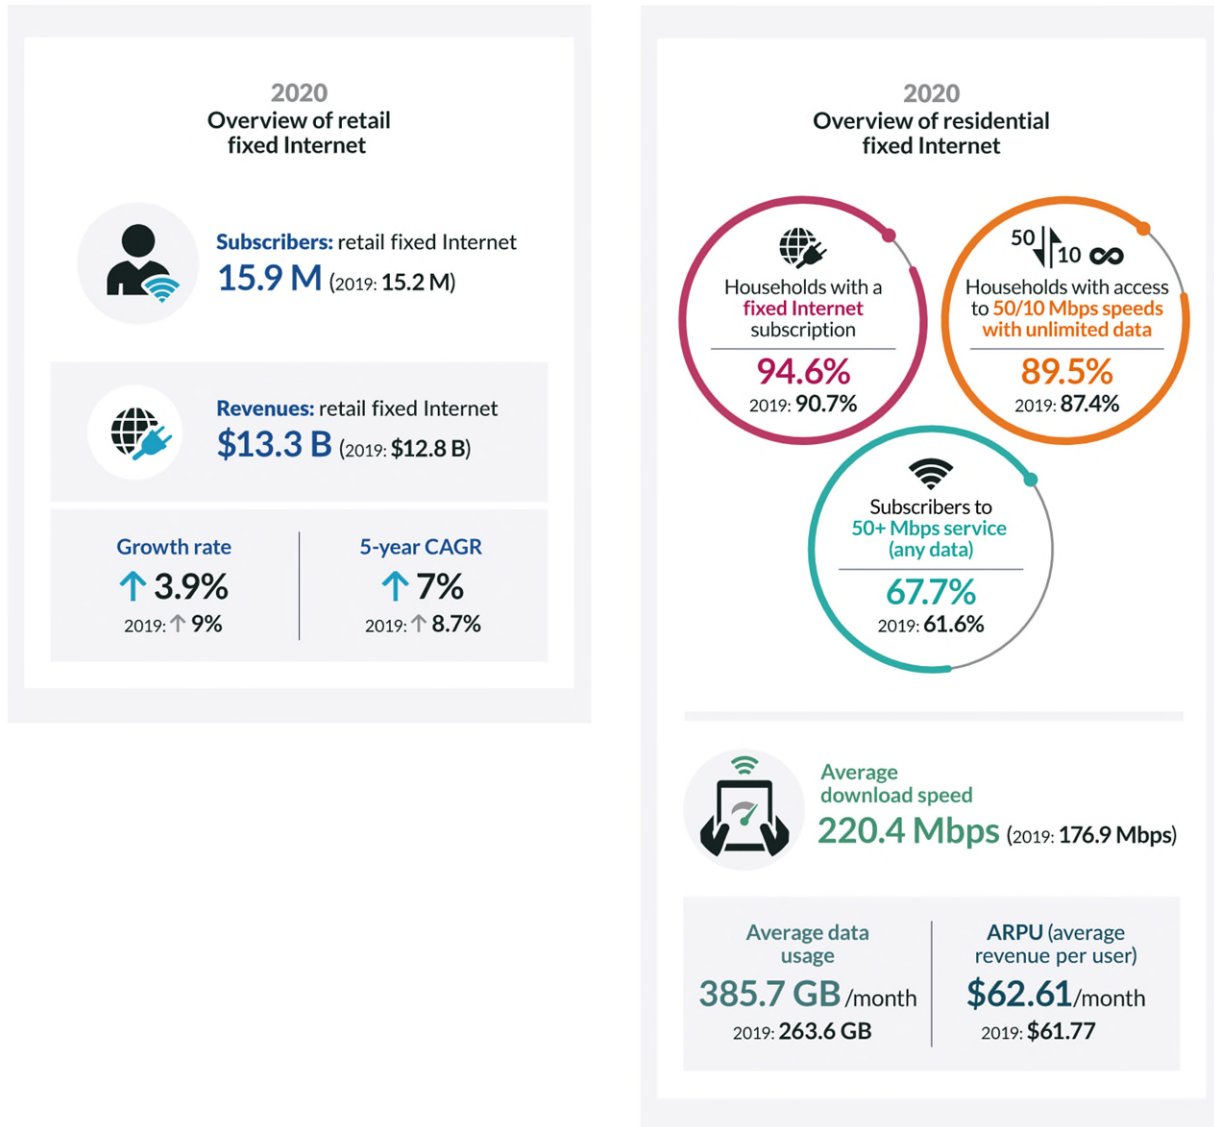 2020
Overview of retail
fixed Internet
Subscribers: retail fixed Internet
15.9 M (2019: 15.2 M)
Revenues: retail fixed Internet
$13.3 B (2019: $12.8 B)
Growth rate
↑ 3.9%
2019: ↑ 9%
5-year CAGR
↑ 7%
2019: ↑ 8.7%
2020
Overview of residential
fixed Internet
Households with a
fixed Internet
subscription
94.6%
2019: 90.7%
50 10 ∞
Households with access
to 50/10 Mbps speeds
with unlimited data
89.5%
2019: 87.4%
Subscribers to
50+ Mbps service
(any data)
67.7%
2019: 61.6%
Average
download speed
220.4 Mbps (2019: 176.9 Mbps)
Average data
usage
385.7 GB /month
2019: 263.6 GB
ARPU (average
revenue per user)
$62.61/month
2019: $61.77